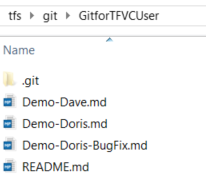 tfs › git › GitforTFVCUser
Name
.git
Demo-Dave.md
Demo-Doris.md
Demo-Doris-BugFix.md
README.md